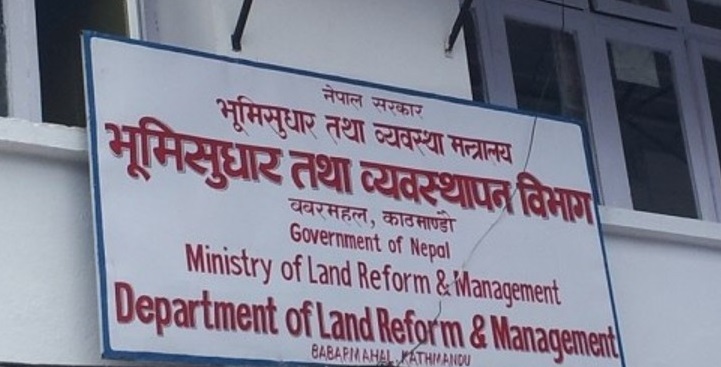 नेपाल सरकार
भूमिसुधार तथा व्यवस्था मन्त्रालय
भूमिसुधार तथा व्यवस्थापन विभाग
बबरमहल, काठमाण्डौ
Government of Nepal
Ministry of Land Reform & Management
Department of Land Reform & Management
BABARMAHAL, KATHMANDU